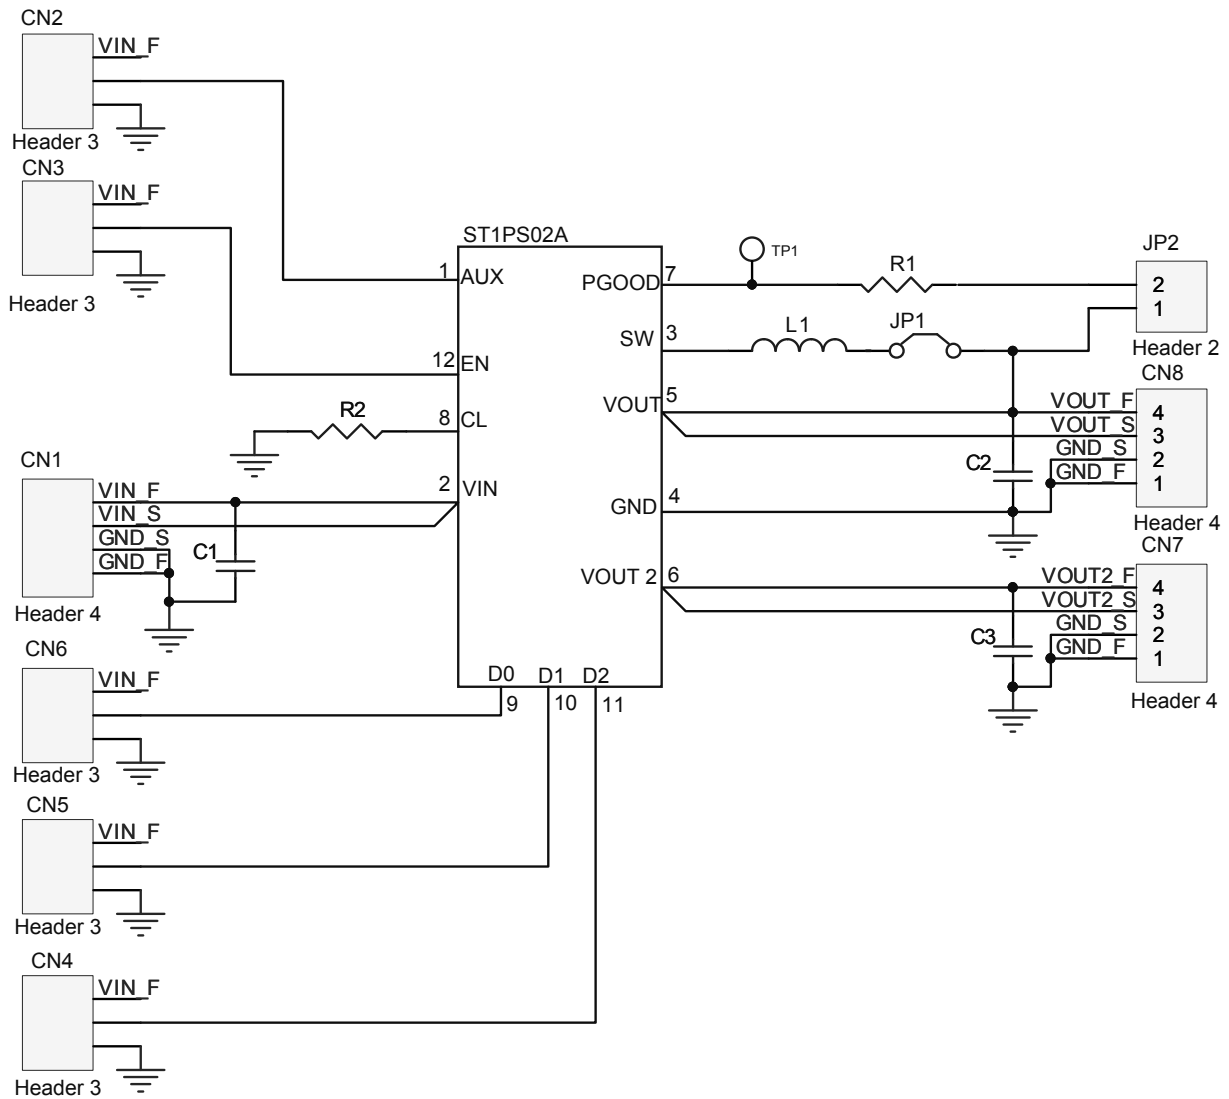 CN2
VIN_F
Header 3
CN3
VIN_F
Header 3
ST1PS02A
1 AUX
12 EN
R2
8 CL
2 VIN
CN1
VIN_F
VIN_S
GND_S
GND_F
C1
Header 4
CN6
VIN_F
Header 3
CN5
VIN_F
Header 3
CN4
VIN_F
Header 3
D0 D1 D2
9 10 11
PGOOD 7
TP1
R1
JP2
2
1
Header 2
SW 3
L1
JP1
VOUT 5
CN8
VOUT_F 4
VOUT_S 3
GND_S 2
GND_F 1
C2
Header 4
GND 4
VOUT 2 6
CN7
VOUT2_F 4
VOUT2_S 3
GND_S 2
GND_F 1
C3
Header 4